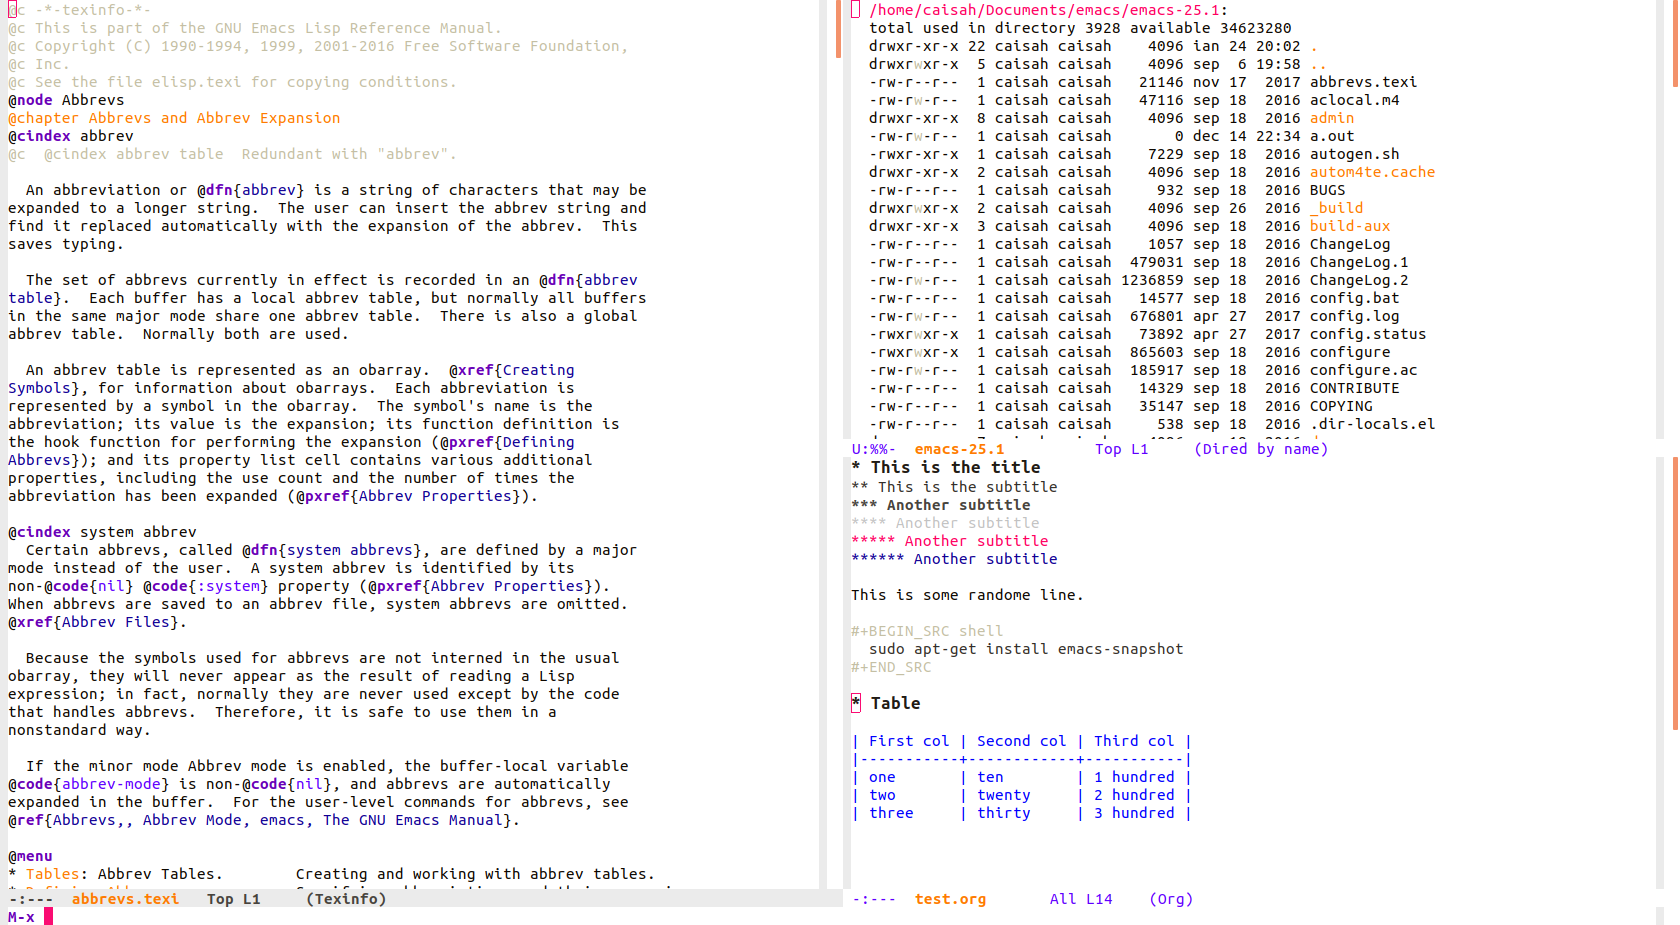 @c -*-texinfo-*-
@c This is part of the GNU Emacs Lisp Reference Manual.
@c Copyright (C) 1990-1994, 1999, 2001-2016 Free Software Foundation,
@c Inc.
@c See the file elisp.texi for copying conditions.
@node Abbrevs
@chapter Abbrevs and Abbrev Expansion
@cindex abbrev
@c  @cindex abbrev table  Redundant with "abbrev".

  An abbreviation or @dfn{abbrev} is a string of characters that may be
expanded to a longer string.  The user can insert the abbrev string and
find it replaced automatically with the expansion of the abbrev.  This
saves typing.

  The set of abbrevs currently in effect is recorded in an @dfn{abbrev
table}.  Each buffer has a local abbrev table, but normally all buffers
in the same major mode share one abbrev table.  There is also a global
abbrev table.  Normally both are used.

  An abbrev table is represented as an obarray.  @xref{Creating
Symbols}, for information about obarrays.  Each abbreviation is
represented by a symbol in the obarray.  The symbol's name is the
abbreviation; its value is the expansion; its function definition is
the hook function for performing the expansion (@pxref{Defining
Abbrevs}); and its property list cell contains various additional
properties, including the use count and the number of times the
abbreviation has been expanded (@pxref{Abbrev Properties}).

@cindex system abbrev
  Certain abbrevs, called @dfn{system abbrevs}, are defined by a major
mode instead of the user.  A system abbrev is identified by its
non-@code{nil} @code{:system} property (@pxref{Abbrev Properties}).
When abbrevs are saved to an abbrev file, system abbrevs are omitted.
@xref{Abbrev Files}.

  Because the symbols used for abbrevs are not interned in the usual
obarray, they will never appear as the result of reading a Lisp
expression; in fact, normally they are never used except by the code
that handles abbrevs.  Therefore, it is safe to use them in a
nonstandard way.

  If the minor mode Abbrev mode is enabled, the buffer-local variable
@code{abbrev-mode} is non-@code{nil}, and abbrevs are automatically
expanded in the buffer.  For the user-level commands for abbrevs, see
@ref{Abbrevs,, Abbrev Mode, emacs, The GNU Emacs Manual}.

@menu
* Tables: Abbrev Tables.        Creating and working with abbrev tables.
-:---  abbrevs.texi   Top L1     (Texinfo)
M-x
/home/caisah/Documents/emacs/emacs-25.1:
total used in directory 3928 available 34623280
drwxr-xr-x 22 caisah caisah    4096 ian 24 20:02 .
drwxrwxr-x  5 caisah caisah    4096 sep  6 19:58 ..
-rw-r--r--  1 caisah caisah   21146 nov 17  2017 abbrevs.texi
-rw-rw-r--  1 caisah caisah   47116 sep 18  2016 aclocal.m4
drwxr-xr-x  8 caisah caisah    4096 sep 18  2016 admin
-rw-rw-r--  1 caisah caisah       0 dec 14 22:34 a.out
-rwxr-xr-x  1 caisah caisah    7229 sep 18  2016 autogen.sh
drwxr-xr-x  2 caisah caisah    4096 sep 18  2016 autom4te.cache
-rw-r--r--  1 caisah caisah     932 sep 18  2016 BUGS
drwxrwxr-x  2 caisah caisah    4096 sep 26  2016 _build
drwxr-xr-x  3 caisah caisah    4096 sep 18  2016 build-aux
-rw-r--r--  1 caisah caisah    1057 sep 18  2016 ChangeLog
-rw-r--r--  1 caisah caisah  479031 sep 18  2016 ChangeLog.1
-rw-rw-r--  1 caisah caisah 1236859 sep 18  2016 ChangeLog.2
-rw-r--r--  1 caisah caisah   14577 sep 18  2016 config.bat
-rw-rw-r--  1 caisah caisah  676801 apr 27  2017 config.log
-rwxrwxr-x  1 caisah caisah   73892 apr 27  2017 config.status
-rwxrwxr-x  1 caisah caisah  865603 sep 18  2016 configure
-rw-rw-r--  1 caisah caisah  185917 sep 18  2016 configure.ac
-rw-r--r--  1 caisah caisah   14329 sep 18  2016 CONTRIBUTE
-rw-r--r--  1 caisah caisah   35147 sep 18  2016 COPYING
-rw-rw-r--  1 caisah caisah     538 sep 18  2016 .dir-locals.el
U:%%-  emacs-25.1          Top L1     (Dired by name)
* This is the title
** This is the subtitle
*** Another subtitle
**** Another subtitle
***** Another subtitle
****** Another subtitle

This is some randome line.

#+BEGIN_SRC shell
  sudo apt-get install emacs-snapshot
#+END_SRC

* Table

| First col | Second col | Third col |
|-----------+------------+-----------|
| one       | ten        | 1 hundred |
| two       | twenty     | 2 hundred |
| three     | thirty     | 3 hundred |
-:---  test.org       All L14    (Org)